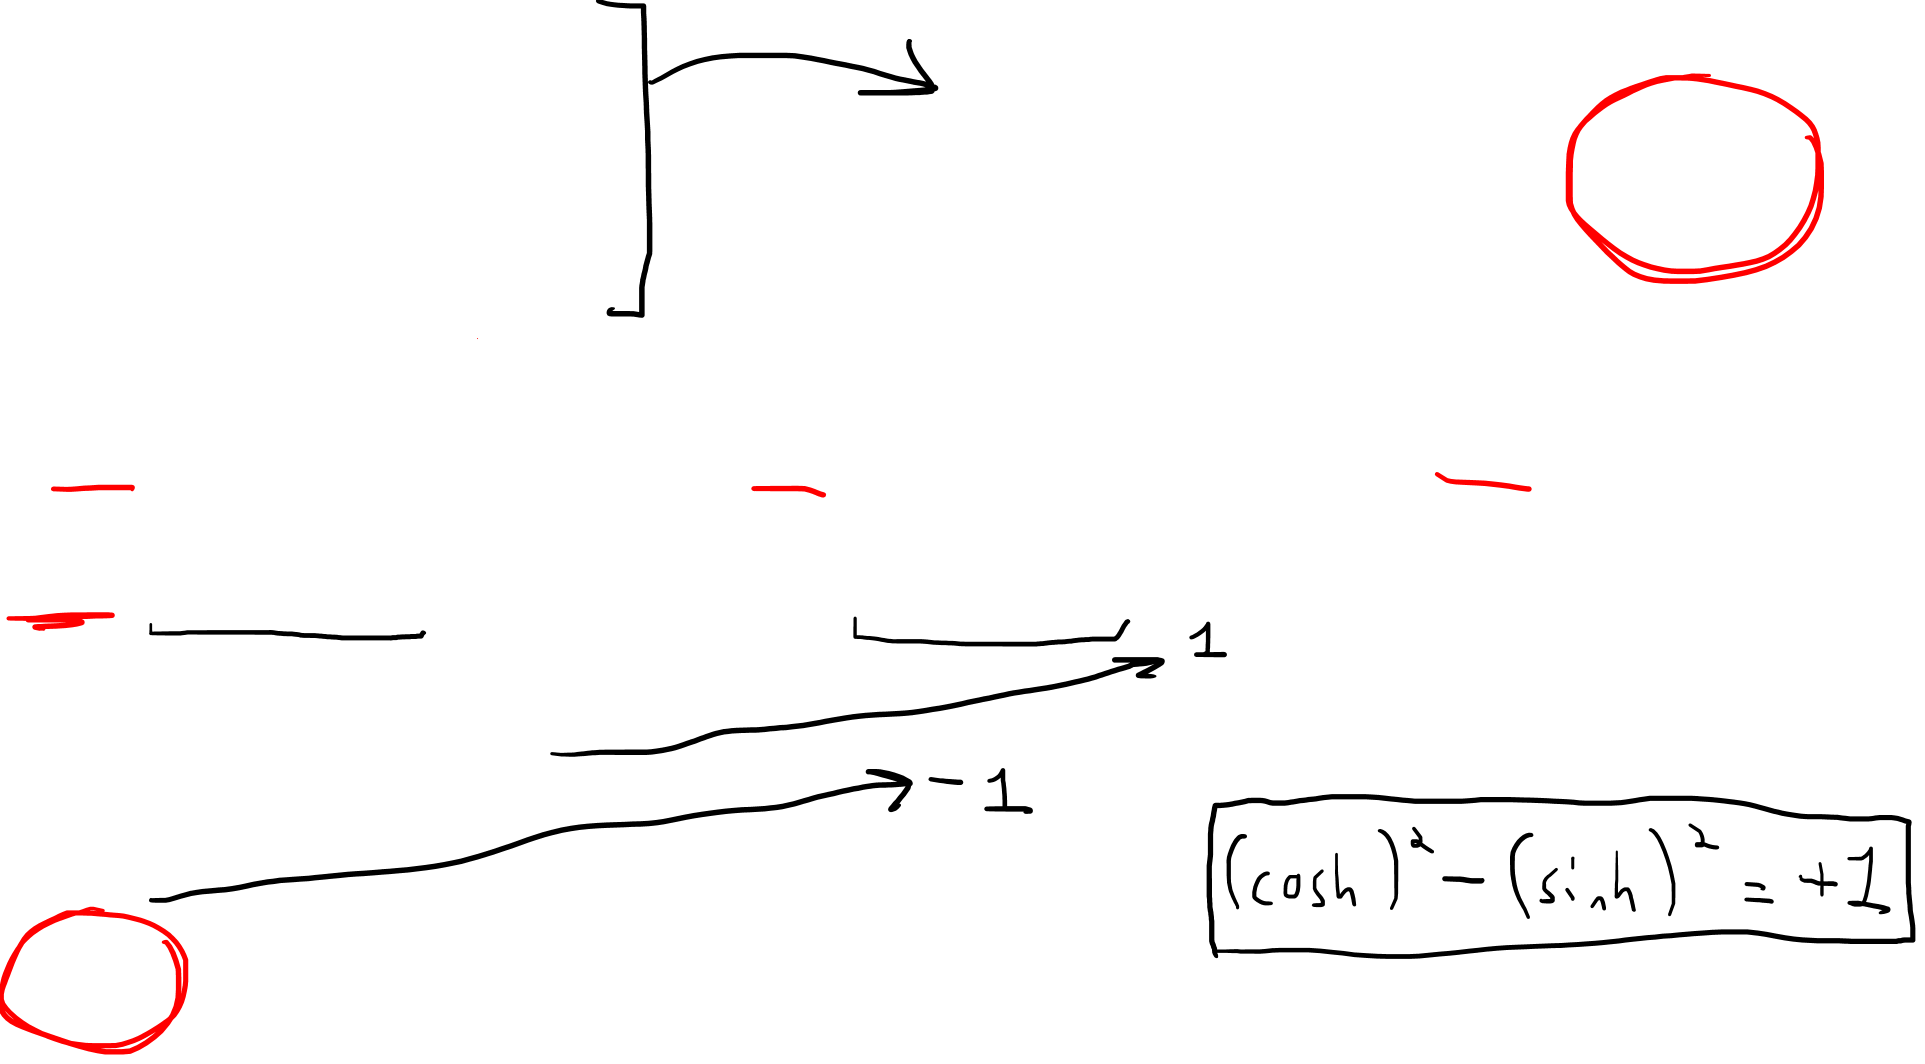 1
- 1
(cosh)² - (sinh)² = +1